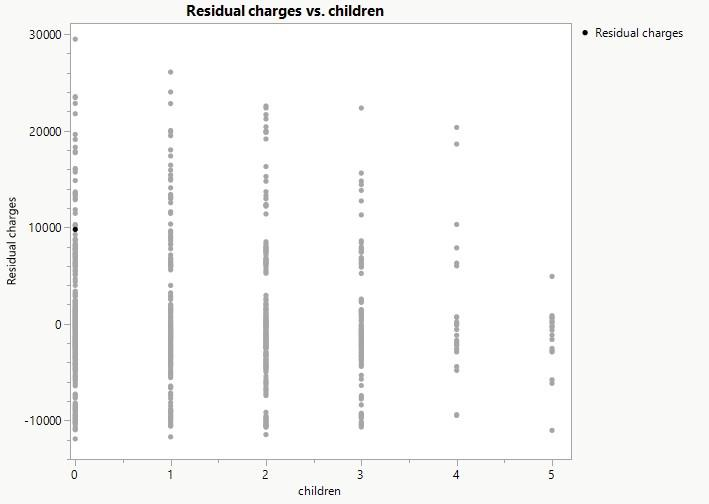 Residual charges vs. children
30000
20000
10000
0
-10000
Residual charges
0 1 2 3 4 5
children
Residual charges